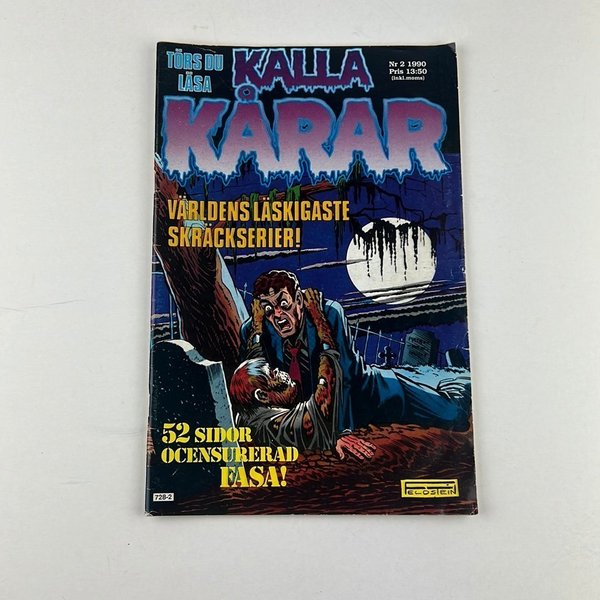 TÖRS DU
LÄSA
KALLA
KÅRAR
Nr 2 1990
Pris 13:50
(inkl.moms)
VÄRLDENS LÄSKIGASTE
SKRÄCKSERIER!
52 SIDOR
OCENSURERAD
FASA!
728-2
FELDSTEIN